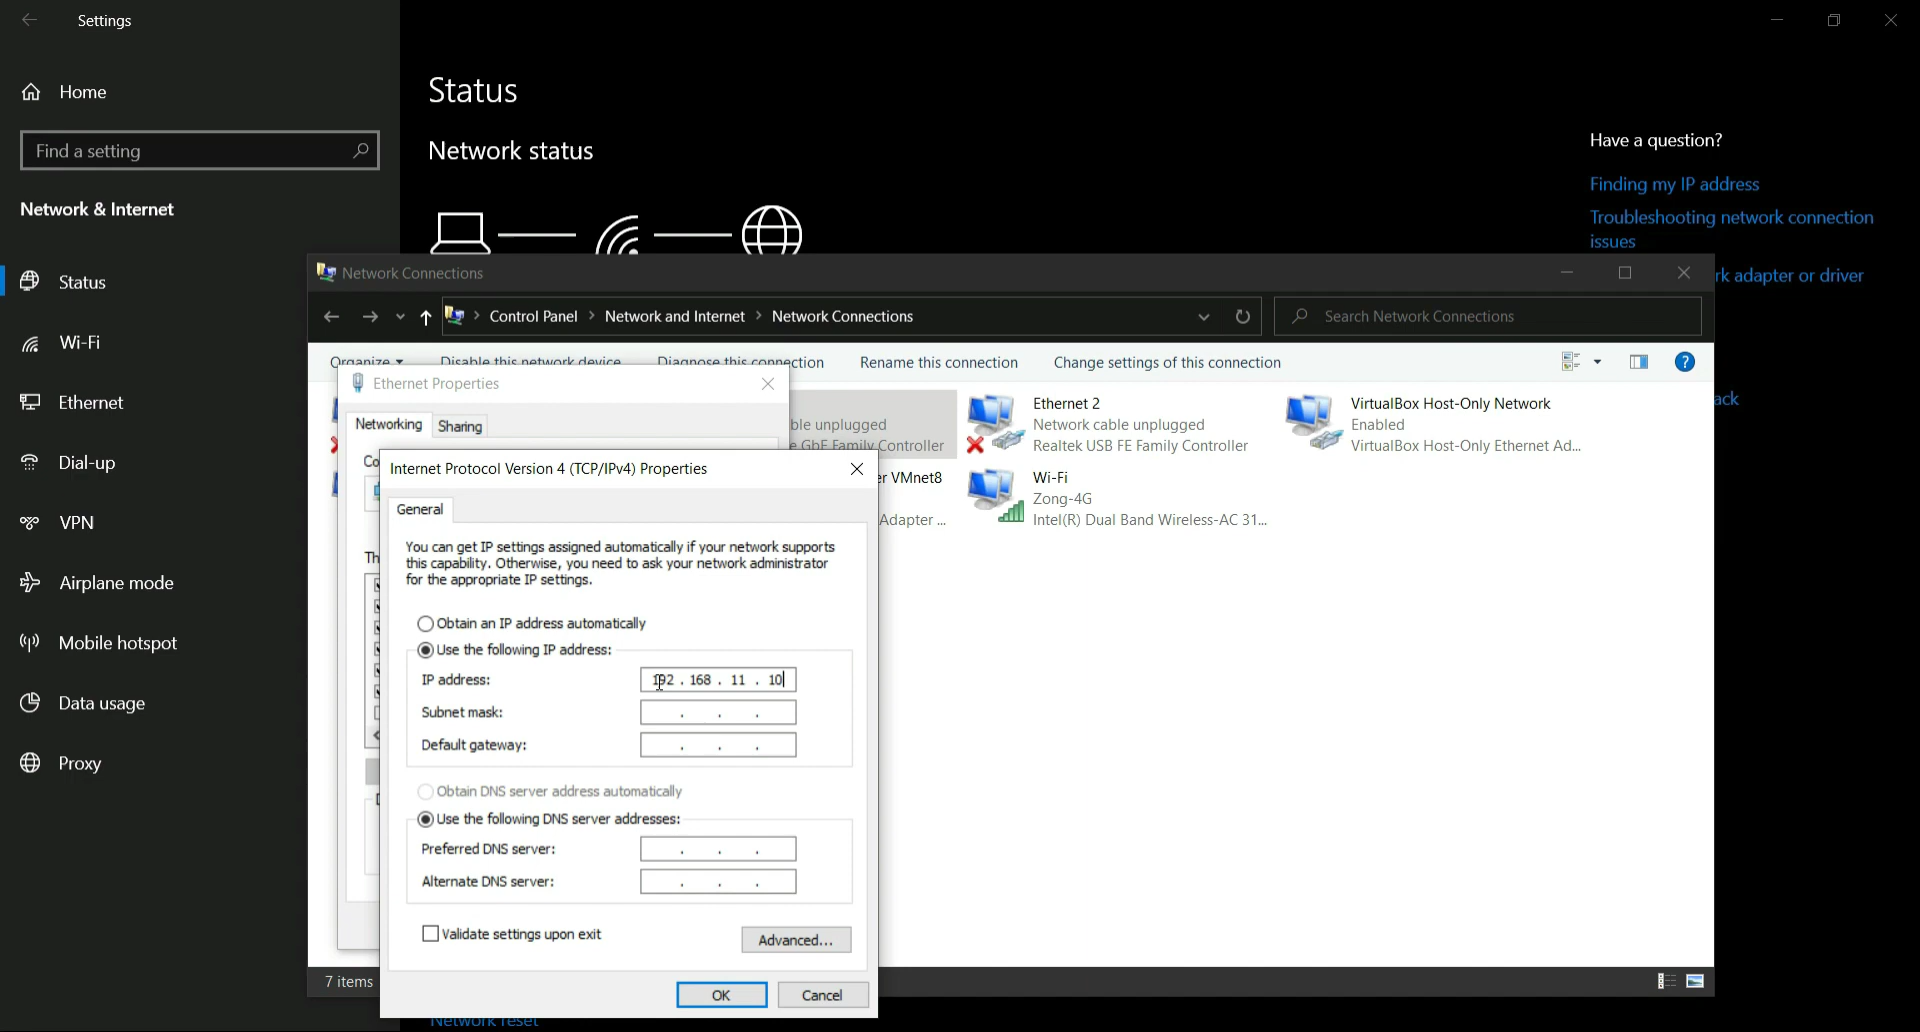 Settings
Home
Find a setting
Network & Internet
Status
Wi-Fi
Ethernet
Dial-up
VPN
Airplane mode
Mobile hotspot
Data usage
Proxy
Status
Network status
Have a question?
Finding my IP address
Troubleshooting network connection
issues
rk adapter or driver
ack
Network Connections
Control Panel > Network and Internet > Network Connections
Search Network Connections
Organize Disable this network device Diagnose this connection Rename this connection Change settings of this connection
ble unplugged
e GbE Family Controller
Ethernet 2
Network cable unplugged
Realtek USB FE Family Controller
VirtualBox Host-Only Network
Enabled
VirtualBox Host-Only Ethernet Ad...
er VMnet8
Adapter ...
Wi-Fi
Zong-4G
Intel(R) Dual Band Wireless-AC 31...
Ethernet Properties
Networking Sharing
Co
Th
Internet Protocol Version 4 (TCP/IPv4) Properties
General
You can get IP settings assigned automatically if your network supports
this capability. Otherwise, you need to ask your network administrator
for the appropriate IP settings.
Obtain an IP address automatically
Use the following IP address:
IP address: 192 . 168 . 11 . 10
Subnet mask: . . .
Default gateway: . . .
Obtain DNS server address automatically
Use the following DNS server addresses:
Preferred DNS server: . . .
Alternate DNS server: . . .
Validate settings upon exit
Advanced...
OK Cancel
7 items
Network reset